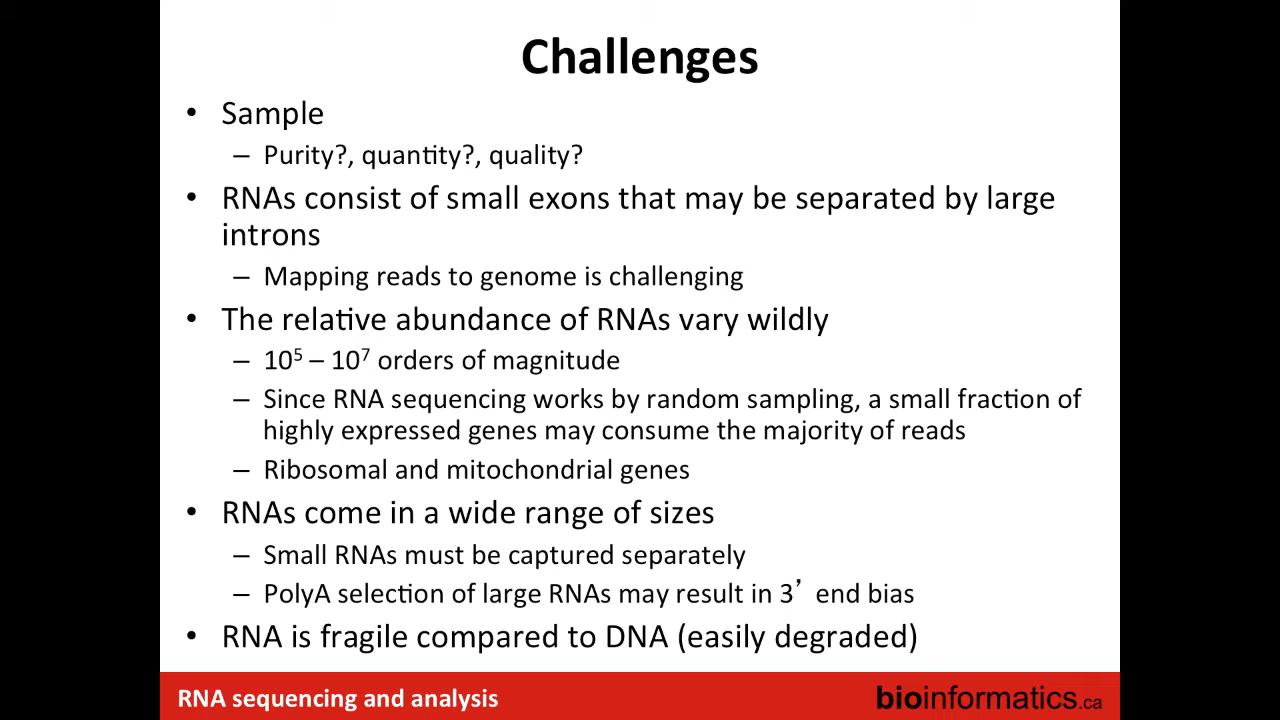 Challenges
• Sample
– Purity?, quantity?, quality?
• RNAs consist of small exons that may be separated by large
introns
– Mapping reads to genome is challenging
• The relative abundance of RNAs vary wildly
– 10⁵ – 10⁷ orders of magnitude
– Since RNA sequencing works by random sampling, a small fraction of
highly expressed genes may consume the majority of reads
– Ribosomal and mitochondrial genes
• RNAs come in a wide range of sizes
– Small RNAs must be captured separately
– PolyA selection of large RNAs may result in 3’ end bias
• RNA is fragile compared to DNA (easily degraded)
RNA sequencing and analysis
bioinformatics.ca